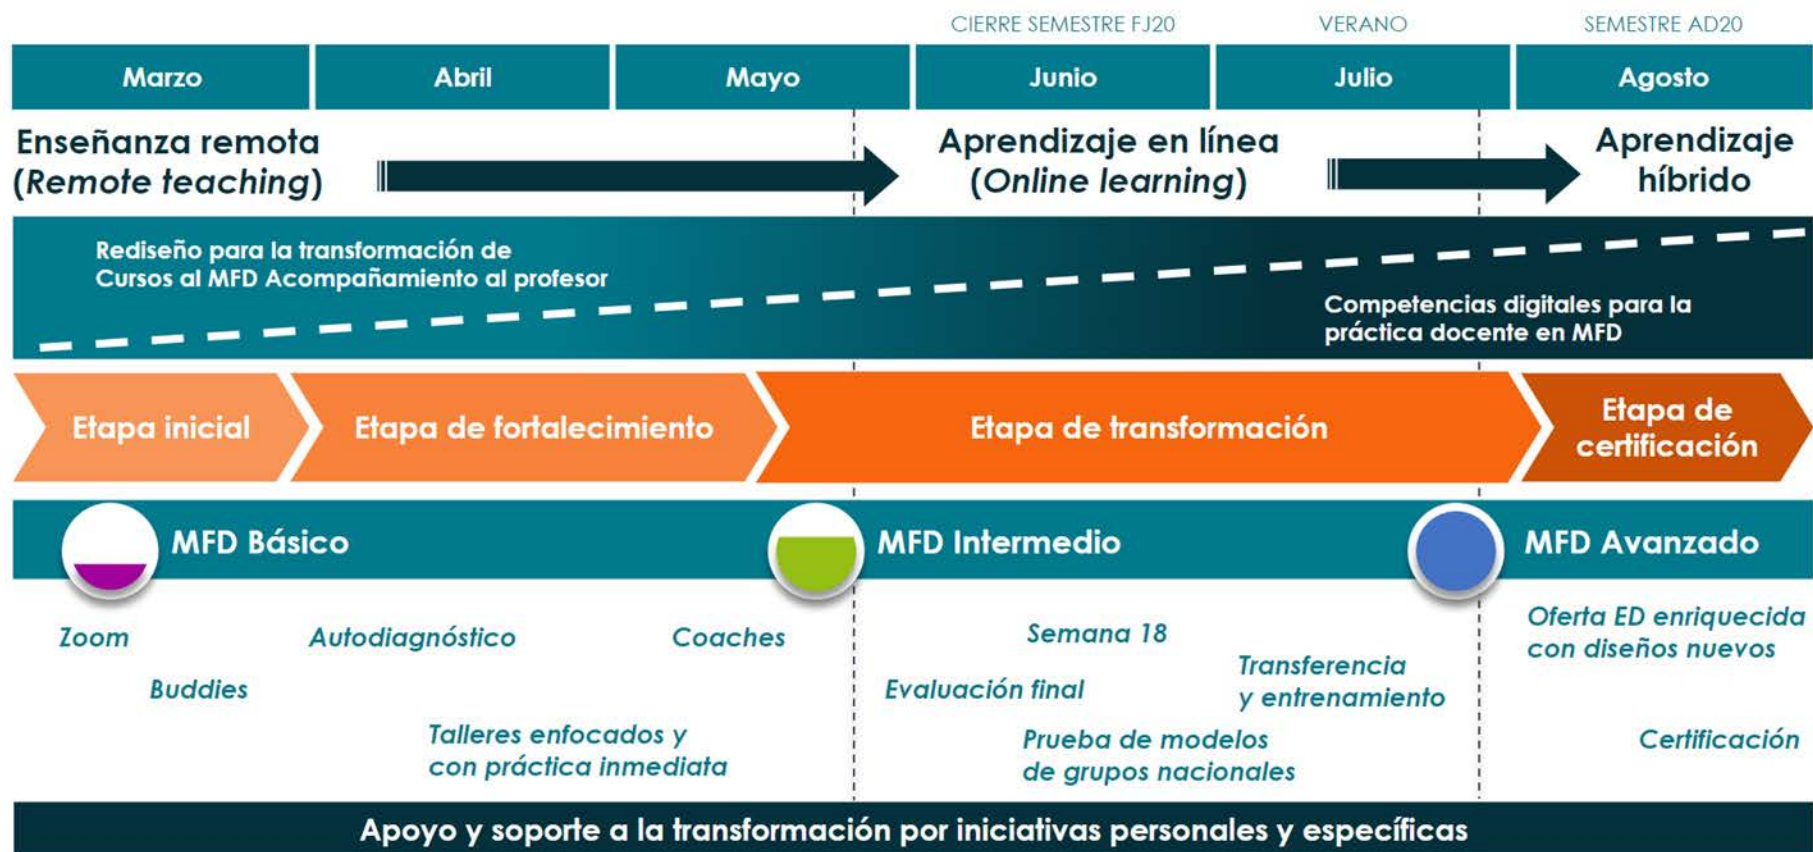 CIERRE SEMESTRE FJ20
VERANO
SEMESTRE AD20
Marzo
Abril
Mayo
Junio
Julio
Agosto
Enseñanza remota
(Remote teaching)
Aprendizaje en línea
(Online learning)
Aprendizaje
híbrido
Rediseño para la transformación de
Cursos al MFD Acompañamiento al profesor
Competencias digitales para la
práctica docente en MFD
Etapa inicial
Etapa de fortalecimiento
Etapa de transformación
Etapa de
certificación
MFD Básico
MFD Intermedio
MFD Avanzado
Zoom
Buddies
Autodiagnóstico
Talleres enfocados y
con práctica inmediata
Coaches
Semana 18
Evaluación final
Prueba de modelos
de grupos nacionales
Transferencia
y entrenamiento
Oferta ED enriquecida
con diseños nuevos
Certificación
Apoyo y soporte a la transformación por iniciativas personales y específicas